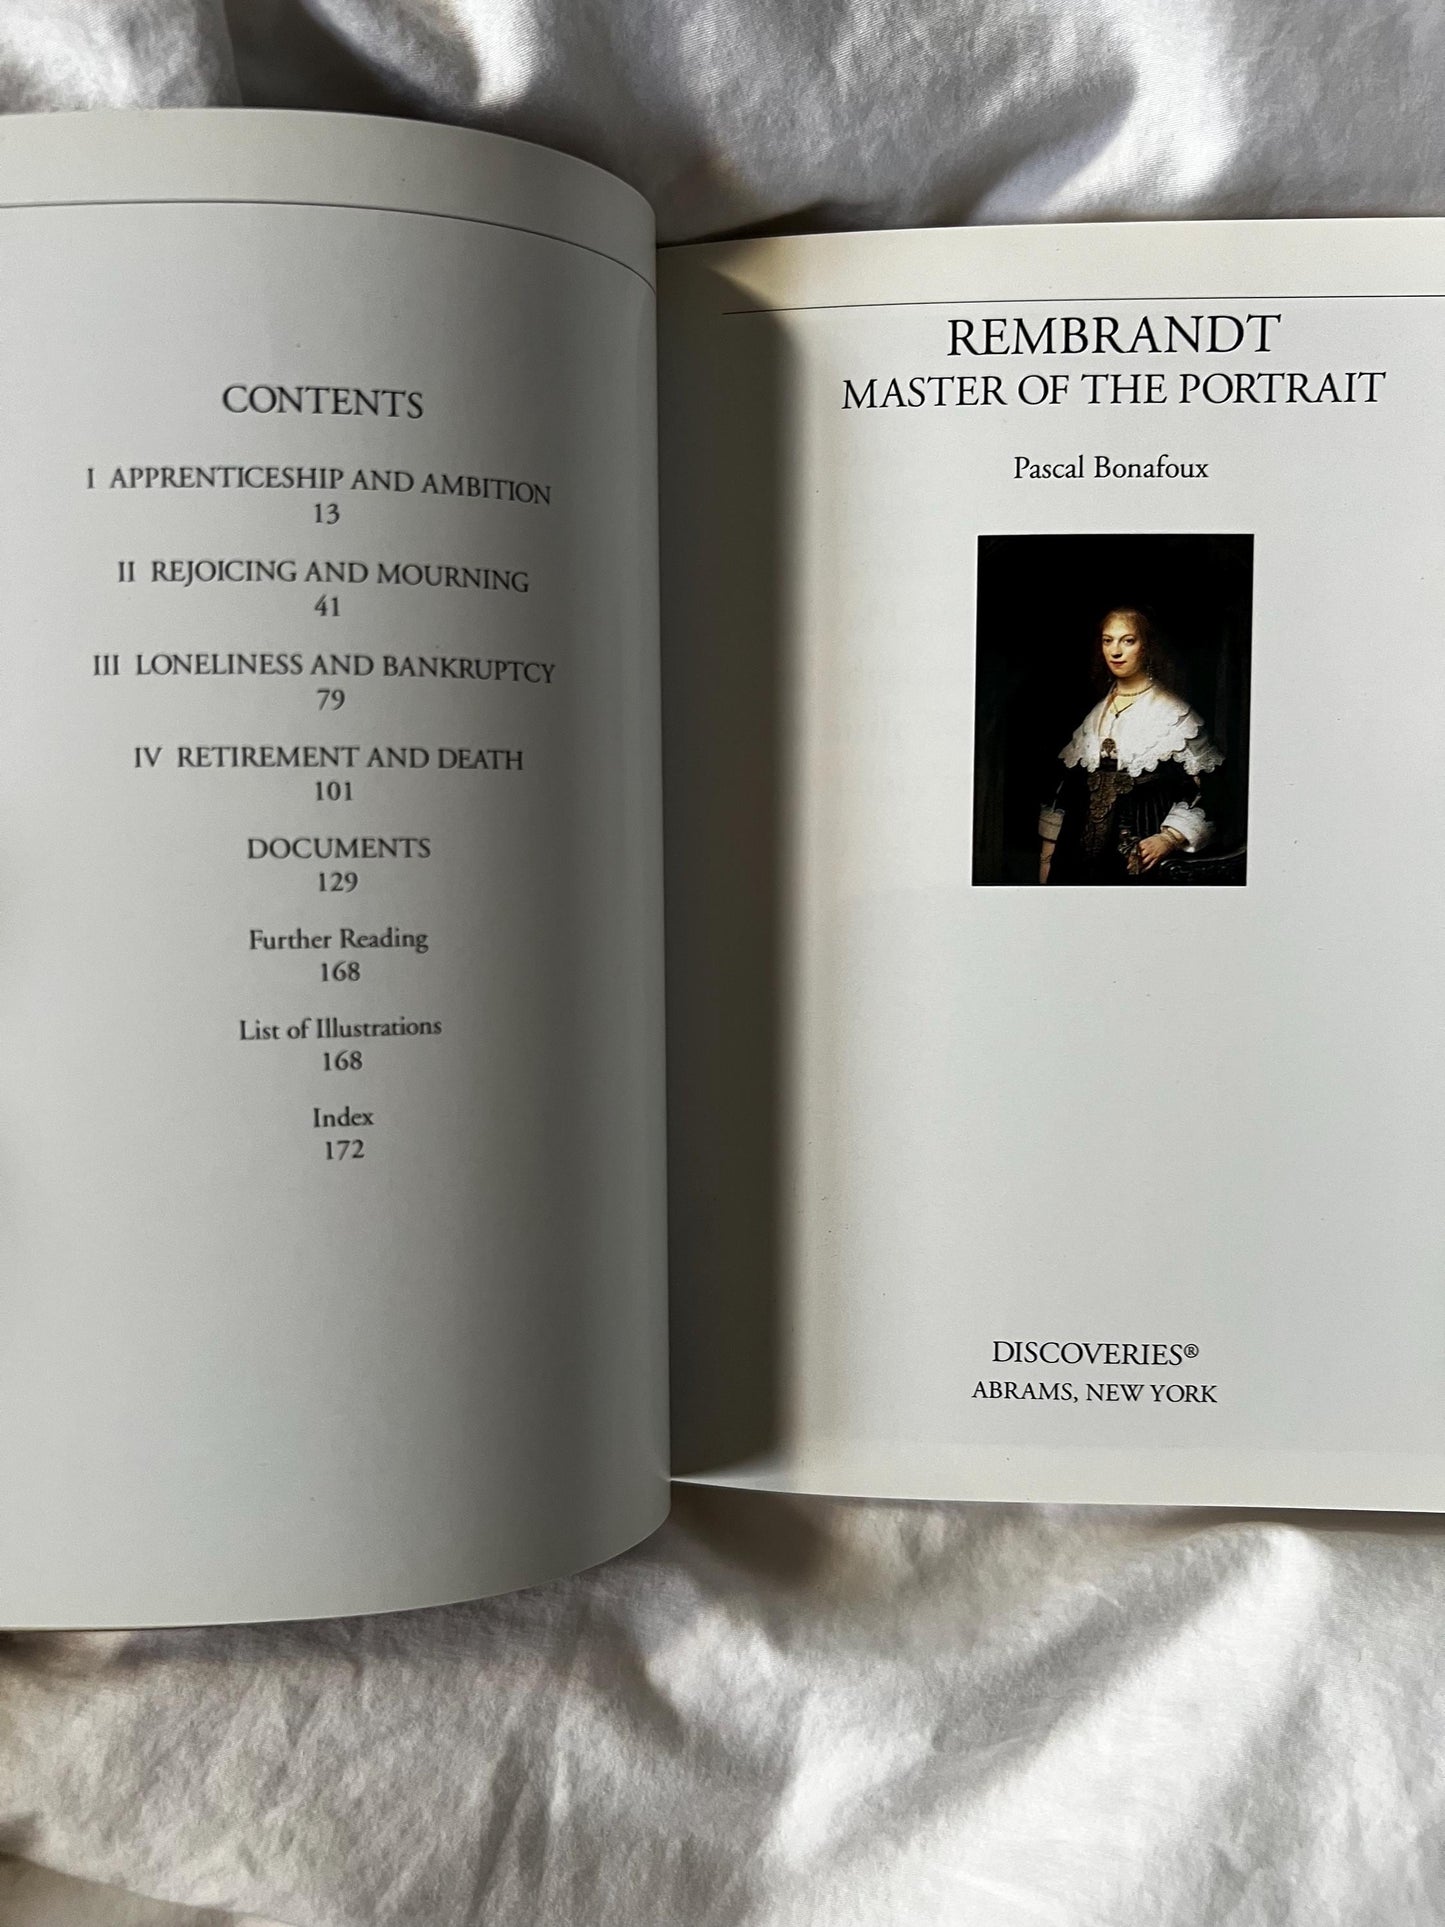 CONTENTS
I APPRENTICESHIP AND AMBITION
13
II REJOICING AND MOURNING
41
III LONELINESS AND BANKRUPTCY
79
IV RETIREMENT AND DEATH
101
DOCUMENTS
129
Further Reading
168
List of Illustrations
168
Index
172
REMBRANDT
MASTER OF THE PORTRAIT
Pascal Bonafoux
DISCOVERIES®
ABRAMS, NEW YORK